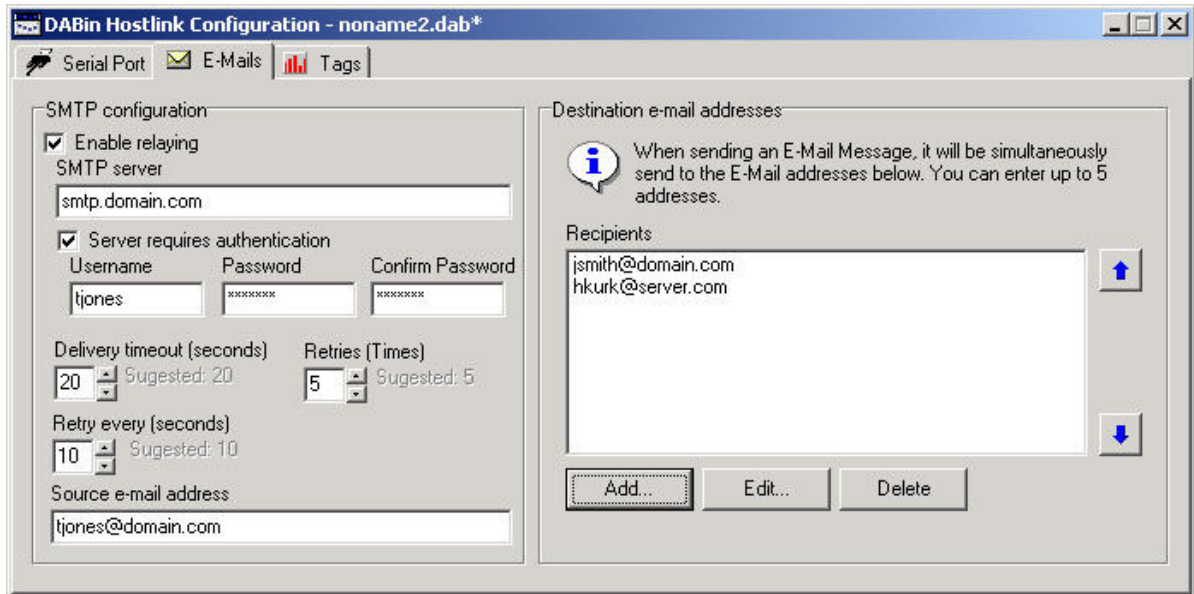 DABin Hostlink Configuration - noname2.dab*
Serial Port E-Mails Tags
SMTP configuration
Enable relaying
SMTP server
smtp.domain.com
Server requires authentication
Username Password Confirm Password
tjones ******* *******
Delivery timeout (seconds) Retries (Times)
20 Sugested: 20 5 Sugested: 5
Retry every (seconds)
10 Sugested: 10
Source e-mail address
tjones@domain.com
Destination e-mail addresses
When sending an E-Mail Message, it will be simultaneously
send to the E-Mail addresses below. You can enter up to 5
addresses.
Recipients
jsmith@domain.com
hkurk@server.com
Add... Edit... Delete